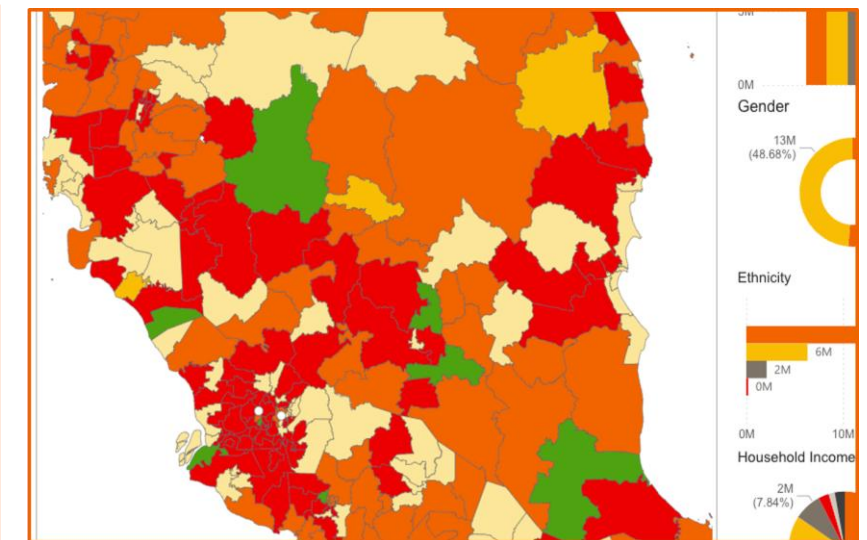 0M
Gender
13M
(48.68%)
Ethnicity
6M
2M
0M
0M
10M
Household Income
2M
(7.84%)